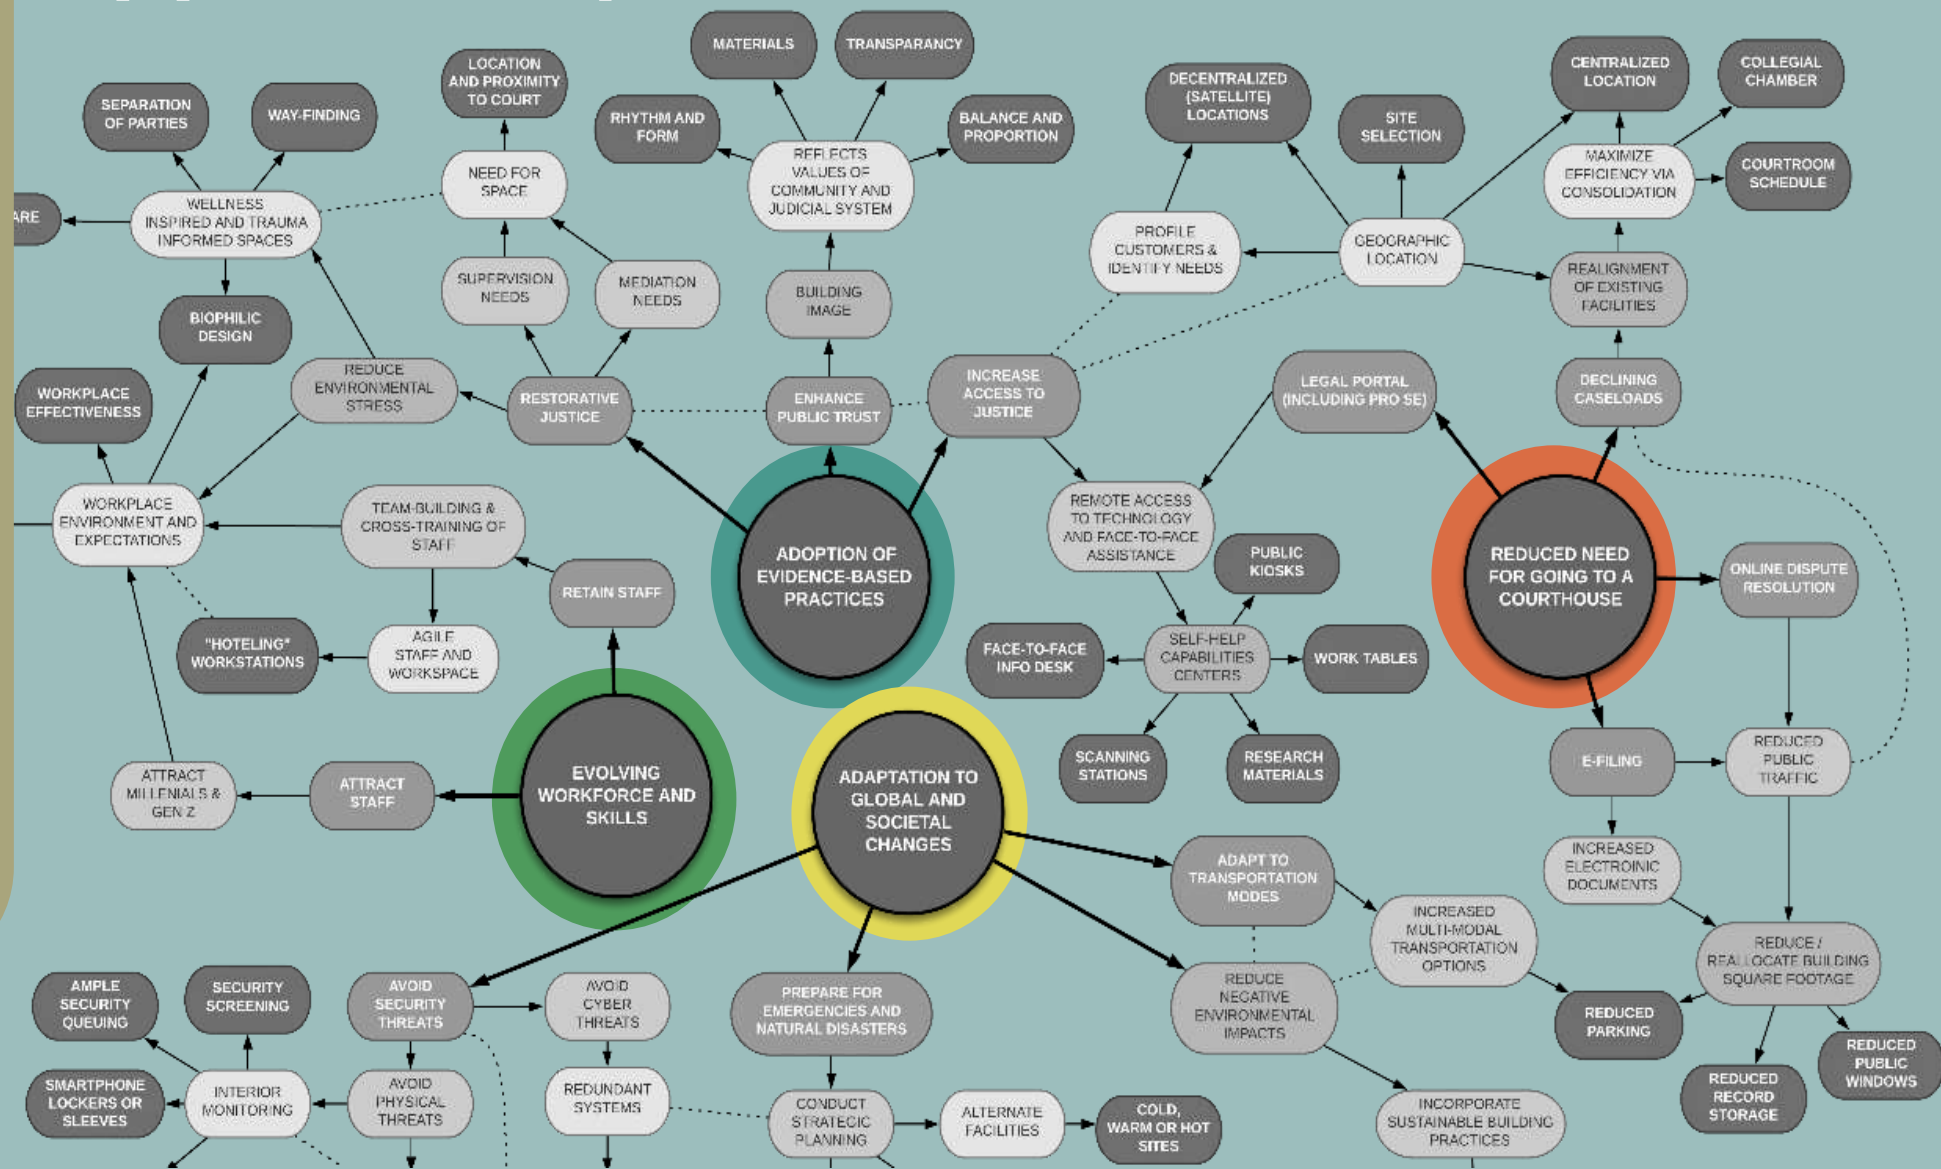 MATERIALS
TRANSPARANCY
LOCATION
AND PROXIMITY
TO COURT
CENTRALIZED
LOCATION
COLLEGIAL
CHAMBER
DECENTRALIZED
(SATELLITE)
LOCATIONS
SEPARATION
OF PARTIES
WAY-FINDING
RHYTHM AND
FORM
BALANCE AND
PROPORTION
SITE
SELECTION
REFLECTS
VALUES OF
COMMUNITY AND
JUDICIAL SYSTEM
NEED FOR
SPACE
MAXIMIZE
EFFICIENCY VIA
CONSOLIDATION
COURTROOM
SCHEDULE
ARE
WELLNESS
INSPIRED AND TRAUMA
INFORMED SPACES
PROFILE
CUSTOMERS &
IDENTIFY NEEDS
GEOGRAPHIC
LOCATION
SUPERVISION
NEEDS
MEDIATION
NEEDS
BUILDING
IMAGE
REALIGNMENT
OF EXISTING
FACILITIES
BIOPHILIC
DESIGN
WORKPLACE
EFFECTIVENESS
REDUCE
ENVIRONMENTAL
STRESS
RESTORATIVE
JUSTICE
ENHANCE
PUBLIC TRUST
INCREASE
ACCESS TO
JUSTICE
LEGAL PORTAL
(INCLUDING PRO SE)
DECLINING
CASELOADS
WORKPLACE
ENVIRONMENT AND
EXPECTATIONS
TEAM-BUILDING &
CROSS-TRAINING OF
STAFF
REMOTE ACCESS
TO TECHNOLOGY
AND FACE-TO-FACE
ASSISTANCE
ADOPTION OF
EVIDENCE-BASED
PRACTICES
PUBLIC
KIOSKS
REDUCED NEED
FOR GOING TO A
COURTHOUSE
ONLINE DISPUTE
RESOLUTION
RETAIN STAFF
"HOTELING"
WORKSTATIONS
AGILE
STAFF AND
WORKSPACE
FACE-TO-FACE
INFO DESK
SELF-HELP
CAPABILITIES
CENTERS
WORK TABLES
SCANNING
STATIONS
RESEARCH
MATERIALS
E-FILING
REDUCED
PUBLIC
TRAFFIC
ATTRACT
MILLENIALS &
GEN Z
ATTRACT
STAFF
EVOLVING
WORKFORCE AND
SKILLS
ADAPTATION TO
GLOBAL AND
SOCIETAL
CHANGES
ADAPT TO
TRANSPORTATION
MODES
INCREASED
ELECTROINIC
DOCUMENTS
INCREASED
MULTI-MODAL
TRANSPORTATION
OPTIONS
REDUCE /
REALLOCATE BUILDING
SQUARE FOOTAGE
AMPLE
SECURITY
QUEUING
SECURITY
SCREENING
AVOID
SECURITY
THREATS
AVOID
CYBER
THREATS
PREPARE FOR
EMERGENCIES AND
NATURAL DISASTERS
REDUCE
NEGATIVE
ENVIRONMENTAL
IMPACTS
REDUCED
PARKING
REDUCED
PUBLIC
WINDOWS
SMARTPHONE
LOCKERS OR
SLEEVES
INTERIOR
MONITORING
AVOID
PHYSICAL
THREATS
REDUNDANT
SYSTEMS
CONDUCT
STRATEGIC
PLANNING
ALTERNATE
FACILITIES
COLD,
WARM OR HOT
SITES
INCORPORATE
SUSTAINABLE BUILDING
PRACTICES
REDUCED
RECORD
STORAGE